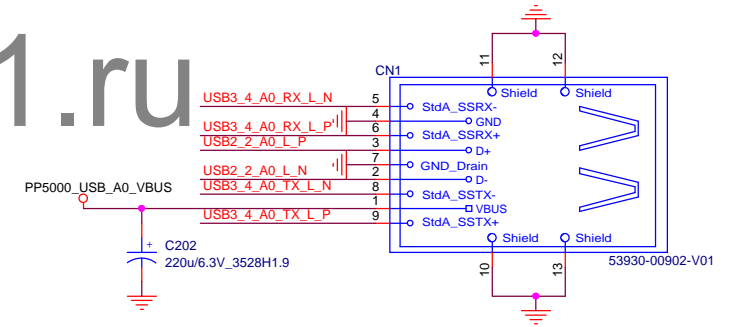 1.ru
CN1
11
12
Shield
Shield
USB3_4_A0_RX_L_N
5
StdA_SSRX-
4
GND
USB3_4_A0_RX_L_P
6
StdA_SSRX+
USB2_2_A0_L_P
3
D+
7
GND_Drain
USB2_2_A0_L_N
2
D-
USB3_4_A0_TX_L_N
8
StdA_SSTX-
PP5000_USB_A0_VBUS
1
VBUS
USB3_4_A0_TX_L_P
9
StdA_SSTX+
Shield
Shield
+
C202
220u/6.3V_3528H1.9
10
13
53930-00902-V01